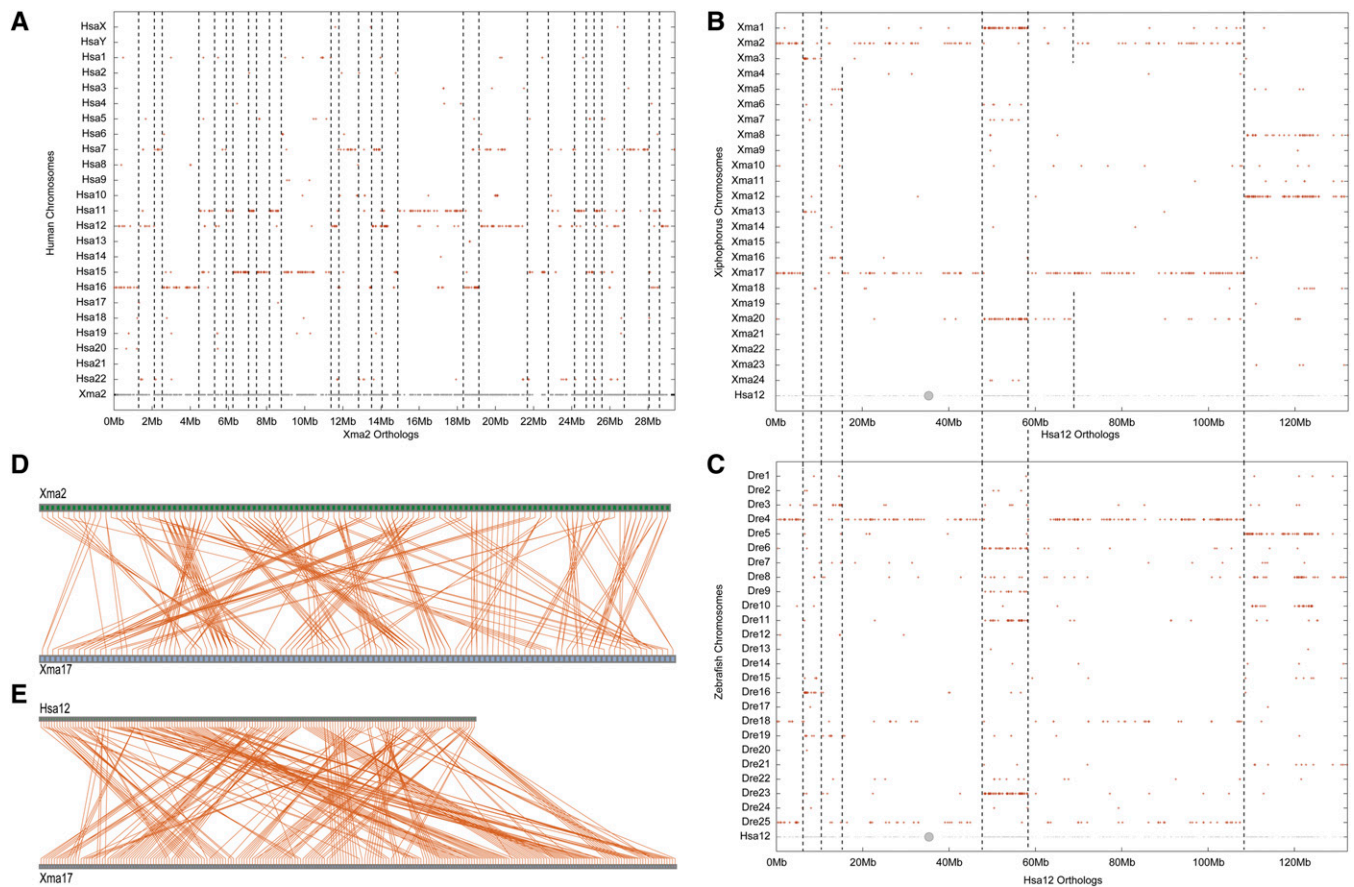 A
HsaX
HsaY
Hsa1
Hsa2
Hsa3
Hsa4
Hsa5
Hsa6
Hsa7
Hsa8
Hsa9
Hsa10
Hsa11
Hsa12
Hsa13
Hsa14
Hsa15
Hsa16
Hsa17
Hsa18
Hsa19
Hsa20
Hsa21
Hsa22
Xma2
Human Chromosomes
0Mb 2Mb 4Mb 6Mb 8Mb 10Mb 12Mb 14Mb 16Mb 18Mb 20Mb 22Mb 24Mb 26Mb 28Mb
Xma2 Orthologs
B
Xma1
Xma2
Xma3
Xma4
Xma5
Xma6
Xma7
Xma8
Xma9
Xma10
Xma11
Xma12
Xma13
Xma14
Xma15
Xma16
Xma17
Xma18
Xma19
Xma20
Xma21
Xma22
Xma23
Xma24
Hsa12
Xiphophorus Chromosomes
0Mb 20Mb 40Mb 60Mb 80Mb 100Mb 120Mb
Hsa12 Orthologs
C
Dre1
Dre2
Dre3
Dre4
Dre5
Dre6
Dre7
Dre8
Dre9
Dre10
Dre11
Dre12
Dre13
Dre14
Dre15
Dre16
Dre17
Dre18
Dre19
Dre20
Dre21
Dre22
Dre23
Dre24
Dre25
Hsa12
Zebrafish Chromosomes
0Mb 20Mb 40Mb 60Mb 80Mb 100Mb 120Mb
Hsa12 Orthologs
D
Xma2
Xma17
E
Hsa12
Xma17